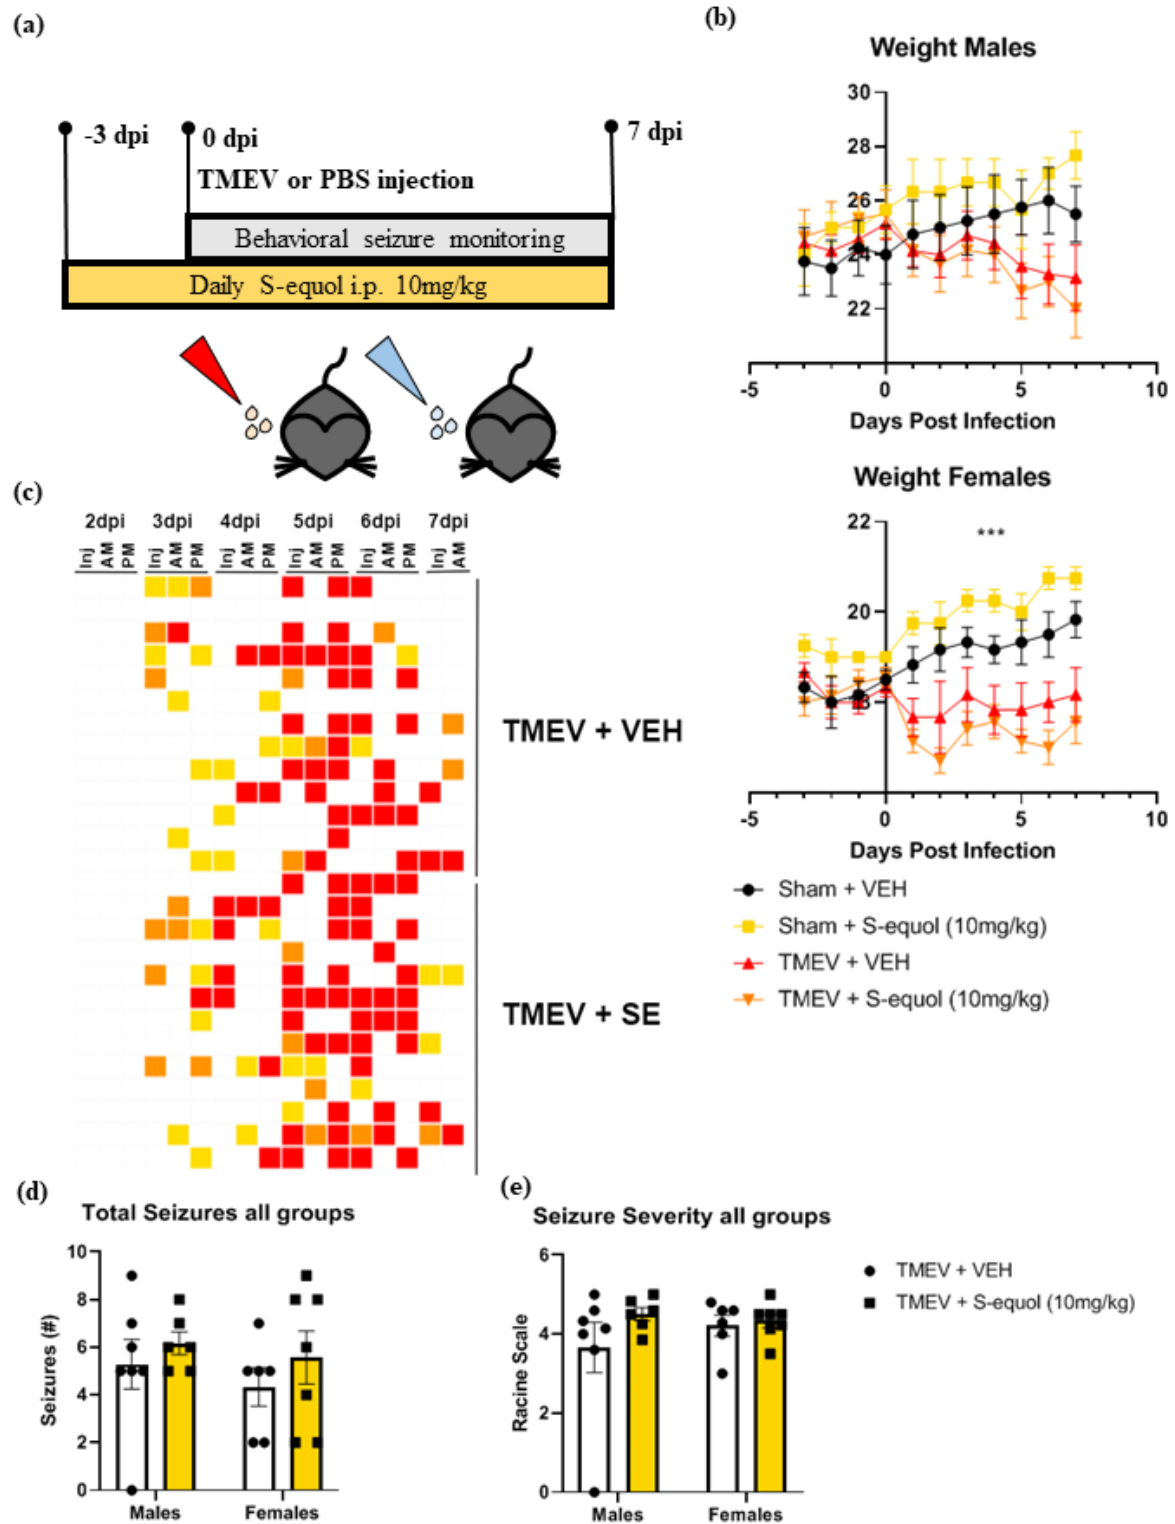 (a)
-3 dpi
0 dpi
7 dpi
TMEV or PBS injection
Behavioral seizure monitoring
Daily S-equol i.p. 10mg/kg
(b)
Weight Males
30
28
26
24
22
-5
0
5
10
Days Post Infection
Weight Females
22
***
20
18
-5
0
5
10
Days Post Infection
Sham + VEH
Sham + S-equol (10mg/kg)
TMEV + VEH
TMEV + S-equol (10mg/kg)
(c)
2dpi 3dpi 4dpi 5dpi 6dpi 7dpi
Inj AM PM Inj AM PM Inj AM PM Inj AM PM Inj AM PM Inj AM
TMEV + VEH
TMEV + SE
(d)
Total Seizures all groups
Seizures (#)
10
8
6
4
2
0
Males Females
(e)
Seizure Severity all groups
Racine Scale
6
4
2
0
Males Females
TMEV + VEH
TMEV + S-equol (10mg/kg)